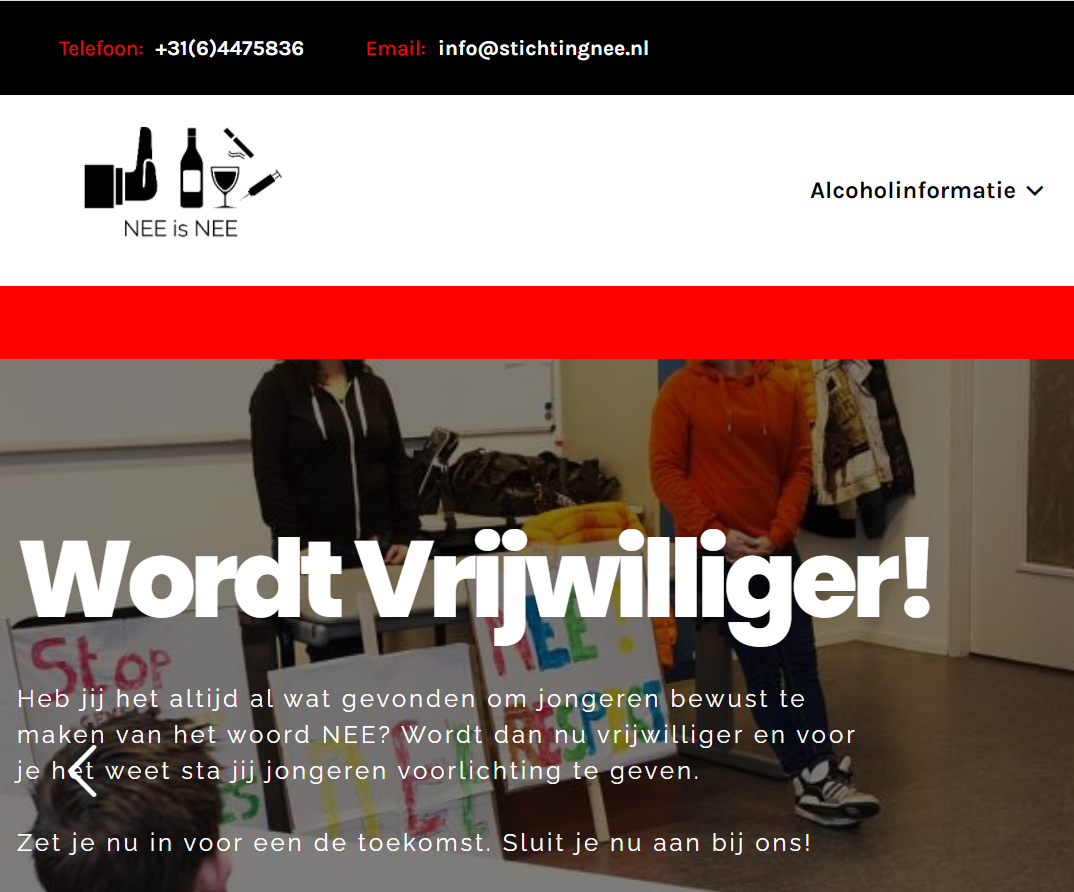 Telefoon: +31(6)4475836 Email: info@stichtingnee.nl
NEE is NEE
Alcoholinformatie
Wordt Vrijwilliger!
STOP
NEE!
RESPECT
Heb jij het altijd al wat gevonden om jongeren bewust te
maken van het woord NEE? Wordt dan nu vrijwilliger en voor
je het weet sta jij jongeren voorlichting te geven.
NEE
Zet je nu in voor een de toekomst. Sluit je nu aan bij ons!